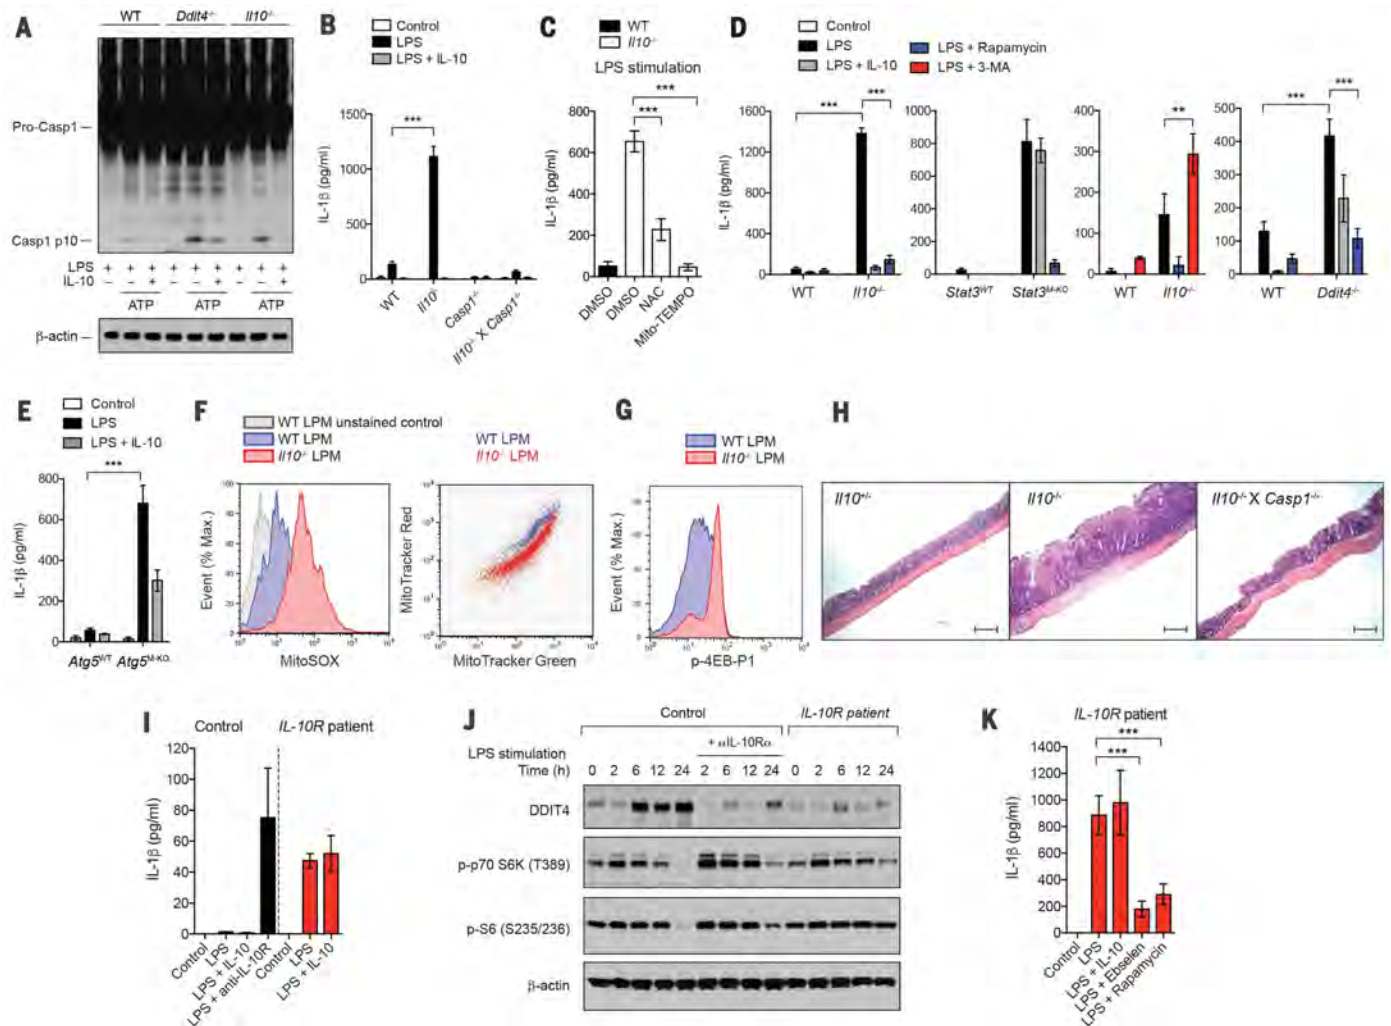 A
WT Ddit4-/- Il10-/-
Pro-Casp1
Casp1 p10
+ + + + + + + + + LPS
- - + - - + - - + IL-10
ATP ATP ATP
β-actin
B
Control
LPS
LPS + IL-10
IL-1β (pg/ml)
1500
1000
500
0
***
WT
Il10-/-
Casp1-/-
Il10-/- X Casp1-/-
C
WT
Il10-/-
LPS stimulation
IL-1β (pg/ml)
800
600
400
200
0
***
***
DMSO
DMSO
NAC
Mito-TEMPO
D
Control
LPS
LPS + IL-10
LPS + Rapamycin
LPS + 3-MA
IL-1β (pg/ml)
1500
1000
500
0
*** ***
WT Il10-/-
1000
800
600
400
200
0
Stat3WT Stat3M-KO
400
300
200
100
0
**
WT Il10-/-
500
400
300
200
100
0
*** ***
WT Ddit4-/-
E
Control
LPS
LPS + IL-10
IL-1β (pg/ml)
800
600
400
200
0
***
Atg5WT Atg5M-KO
F
WT LPM unstained control
WT LPM
Il10-/- LPM
Event (% Max.)
MitoSOX
WT LPM
Il10-/- LPM
MitoTracker Red
MitoTracker Green
G
WT LPM
Il10-/- LPM
Event (% Max.)
p-4EB-P1
H
Il10+/- Il10-/- Il10-/- X Casp1-/-
I
Control IL-10R patient
IL-1β (pg/ml)
120
100
80
60
40
20
0
Control
LPS
LPS + IL-10
LPS + anti-IL-10R
Control
LPS
LPS + IL-10
J
Control IL-10R patient
+ αIL-10Rα
LPS stimulation
Time (h) 0 2 6 12 24 2 6 12 24 0 2 6 12 24
DDIT4
p-p70 S6K (T389)
p-S6 (S235/236)
β-actin
K
IL-10R patient
IL-1β (pg/ml)
1400
1200
1000
800
600
400
200
0
***
***
Control
LPS
LPS + IL-10
LPS + Ebselen
LPS + Rapamycin